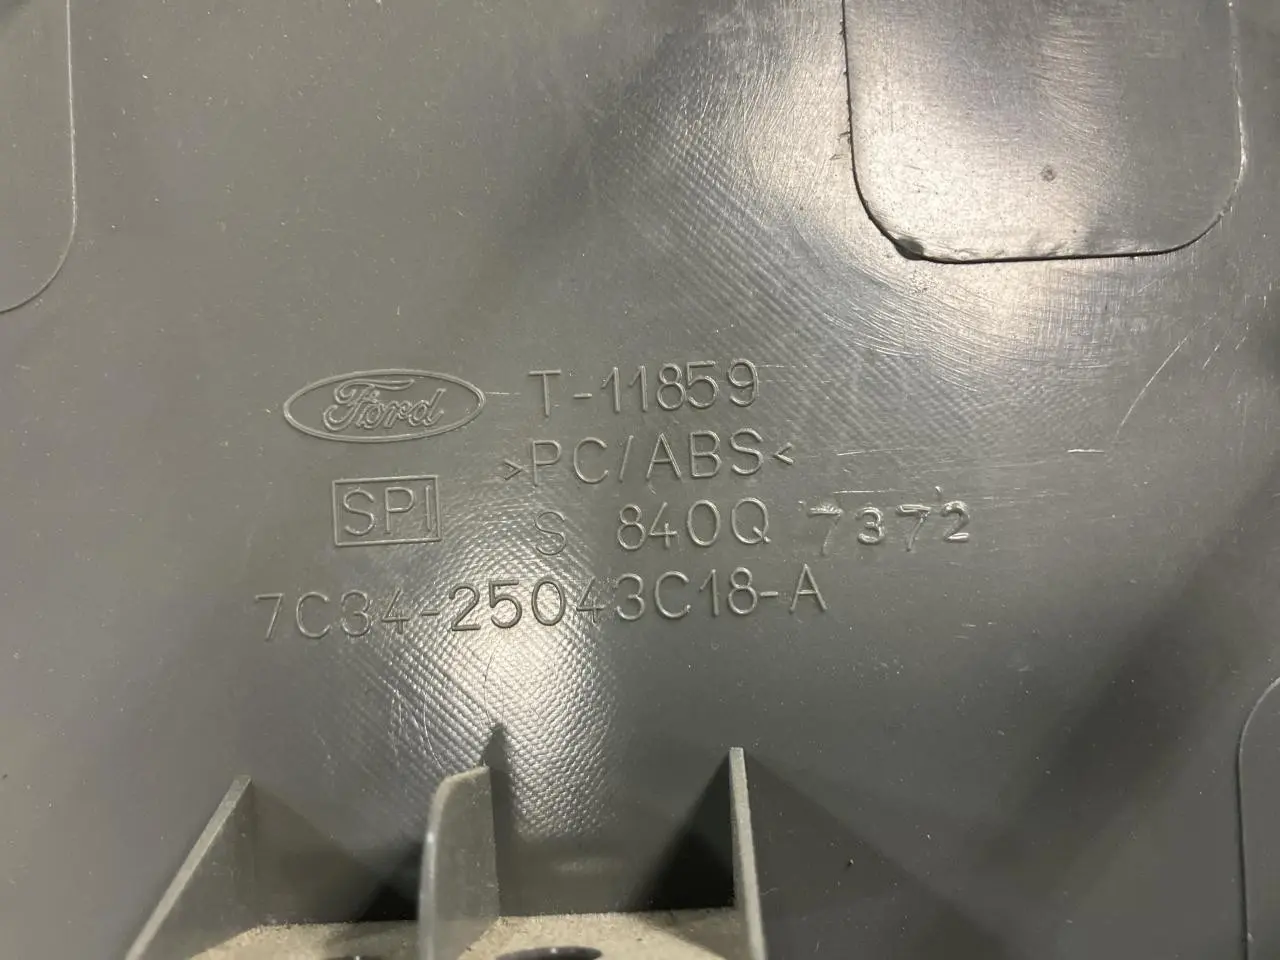 Ford T-11859
>PC/ABS<
SPI S 840Q 7372
7C34-25043C18-A